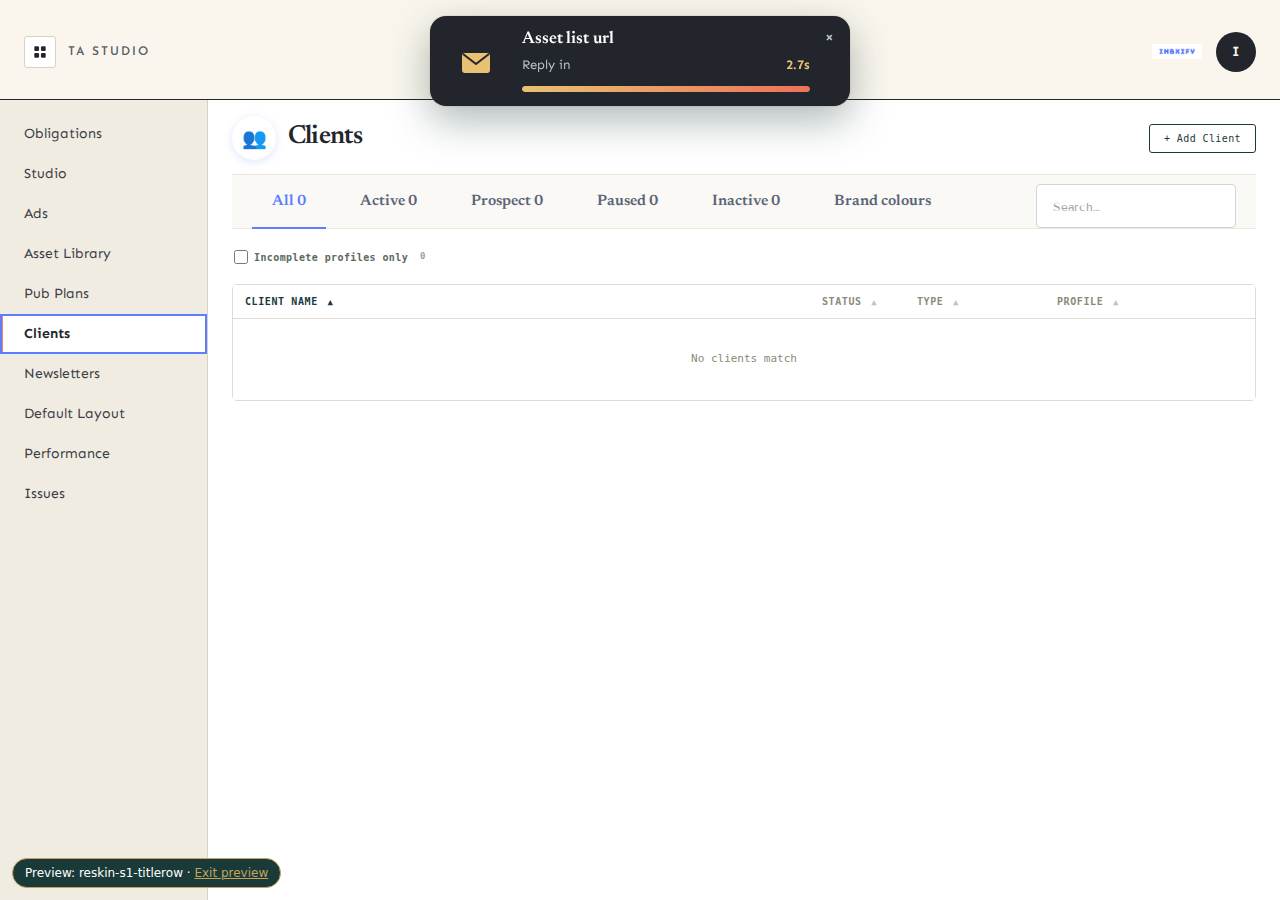 TA STUDIO
Asset list url
×
Reply in 2.7s
INBXIFY
I
Obligations
Studio
Ads
Asset Library
Pub Plans
Clients
Newsletters
Default Layout
Performance
Issues
👥 Clients
+ Add Client
All 0 Active 0 Prospect 0 Paused 0 Inactive 0 Brand colours
Search…
Incomplete profiles only 0
CLIENT NAME ▲ STATUS ▲ TYPE ▲ PROFILE ▲
No clients match
Preview: reskin-s1-titlerow · Exit preview